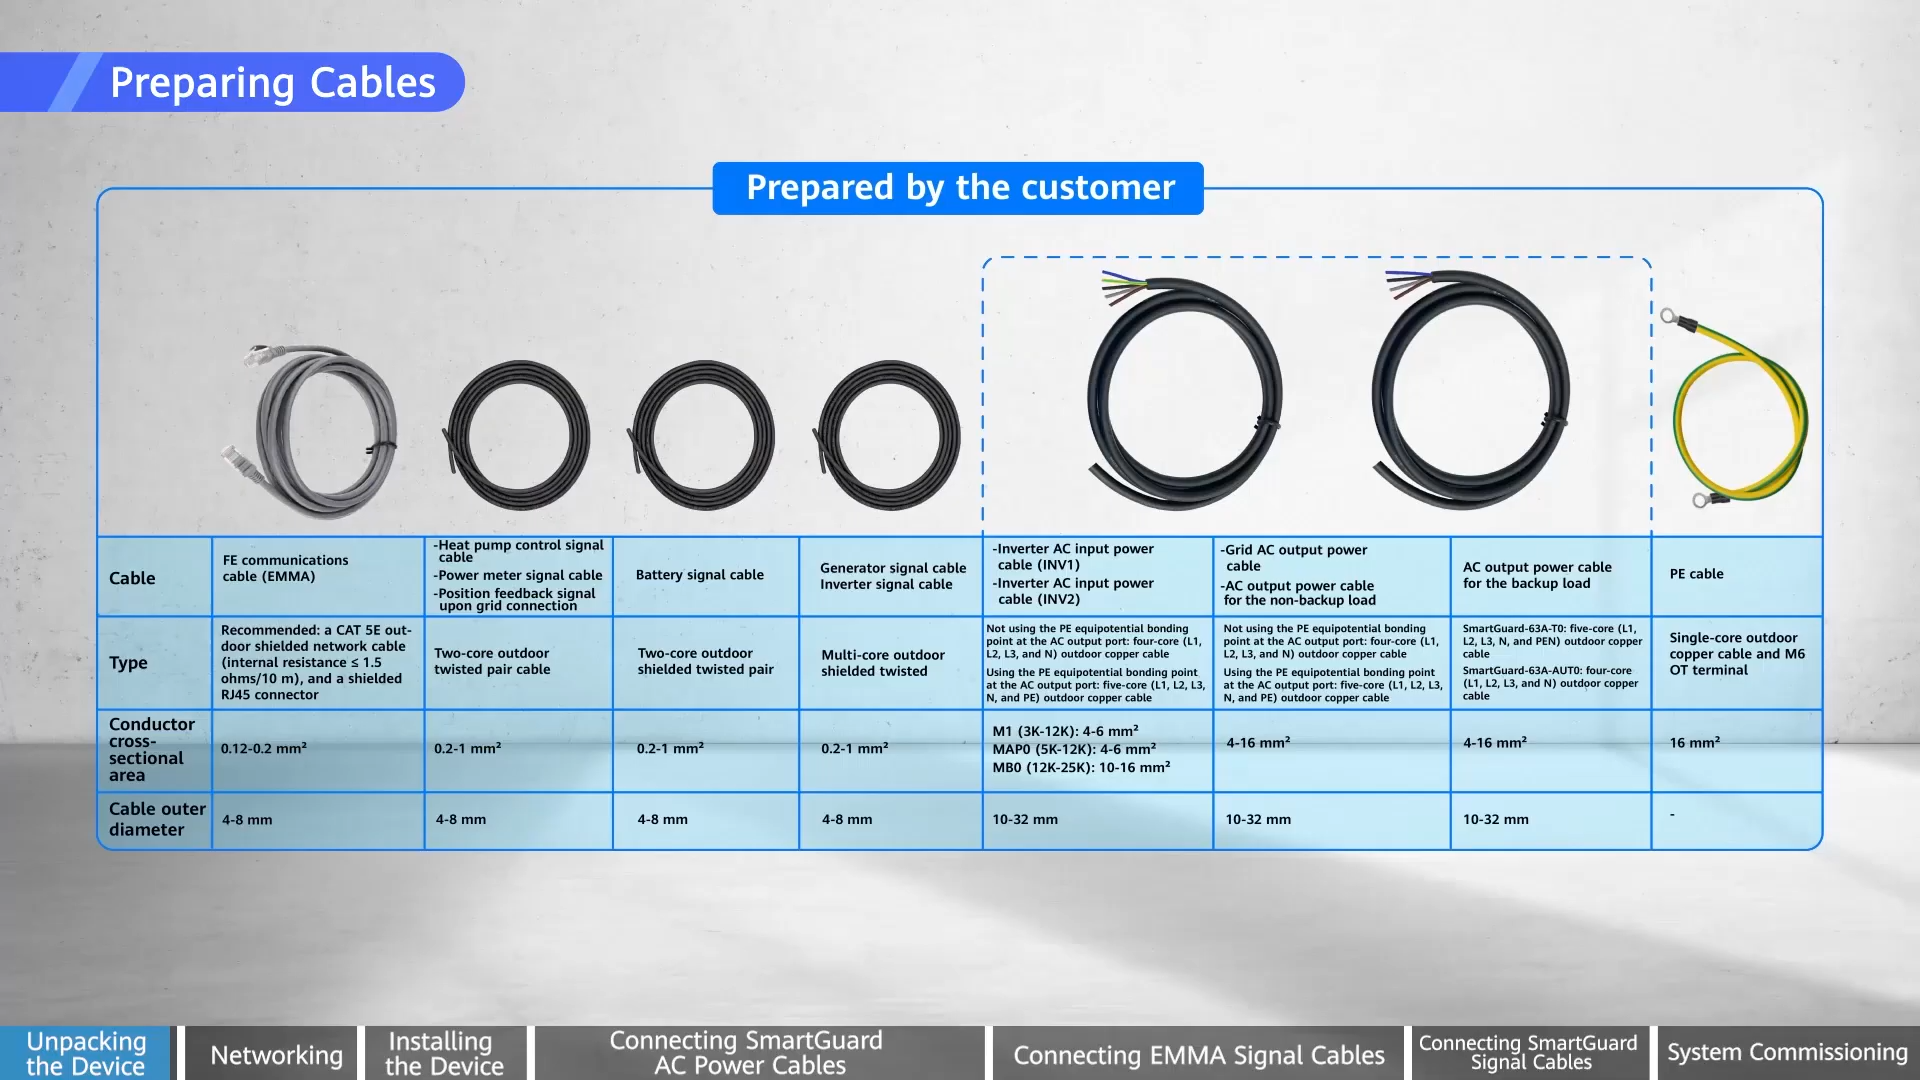 Preparing Cables
Prepared by the customer
Cable
FE communications
cable (EMMA)
-Heat pump control signal
cable
-Power meter signal cable
-Position feedback signal
upon grid connection
Battery signal cable
Generator signal cable
Inverter signal cable
-Inverter AC input power
cable (INV1)
-Inverter AC input power
cable (INV2)
-Grid AC output power
cable
-AC output power cable
for the non-backup load
AC output power cable
for the backup load
PE cable
Type
Recommended: a CAT 5E out-
door shielded network cable
(internal resistance ≤ 1.5
ohms/10 m), and a shielded
RJ45 connector
Two-core outdoor
twisted pair cable
Two-core outdoor
shielded twisted pair
Multi-core outdoor
shielded twisted
Not using the PE equipotential bonding
point at the AC output port: four-core (L1,
L2, L3, and N) outdoor copper cable
Using the PE equipotential bonding point
at the AC output port: five-core (L1, L2, L3,
N, and PE) outdoor copper cable
Not using the PE equipotential bonding
point at the AC output port: four-core (L1,
L2, L3, and N) outdoor copper cable
Using the PE equipotential bonding point
at the AC output port: five-core (L1, L2, L3,
N, and PE) outdoor copper cable
SmartGuard-63A-T0: five-core (L1,
L2, L3, N, and PEN) outdoor copper
cable
SmartGuard-63A-AUT0: four-core
(L1, L2, L3, and N) outdoor copper
cable
Single-core outdoor
copper cable and M6
OT terminal
Conductor
cross-
sectional
area
0.12-0.2 mm²
0.2-1 mm²
0.2-1 mm²
0.2-1 mm²
M1 (3K-12K): 4-6 mm²
MAP0 (5K-12K): 4-6 mm²
MB0 (12K-25K): 10-16 mm²
4-16 mm²
4-16 mm²
16 mm²
Cable outer
diameter
4-8 mm
4-8 mm
4-8 mm
4-8 mm
10-32 mm
10-32 mm
10-32 mm
-
Unpacking
the Device
Networking
Installing
the Device
Connecting SmartGuard
AC Power Cables
Connecting EMMA Signal Cables
Connecting SmartGuard
Signal Cables
System Commissioning